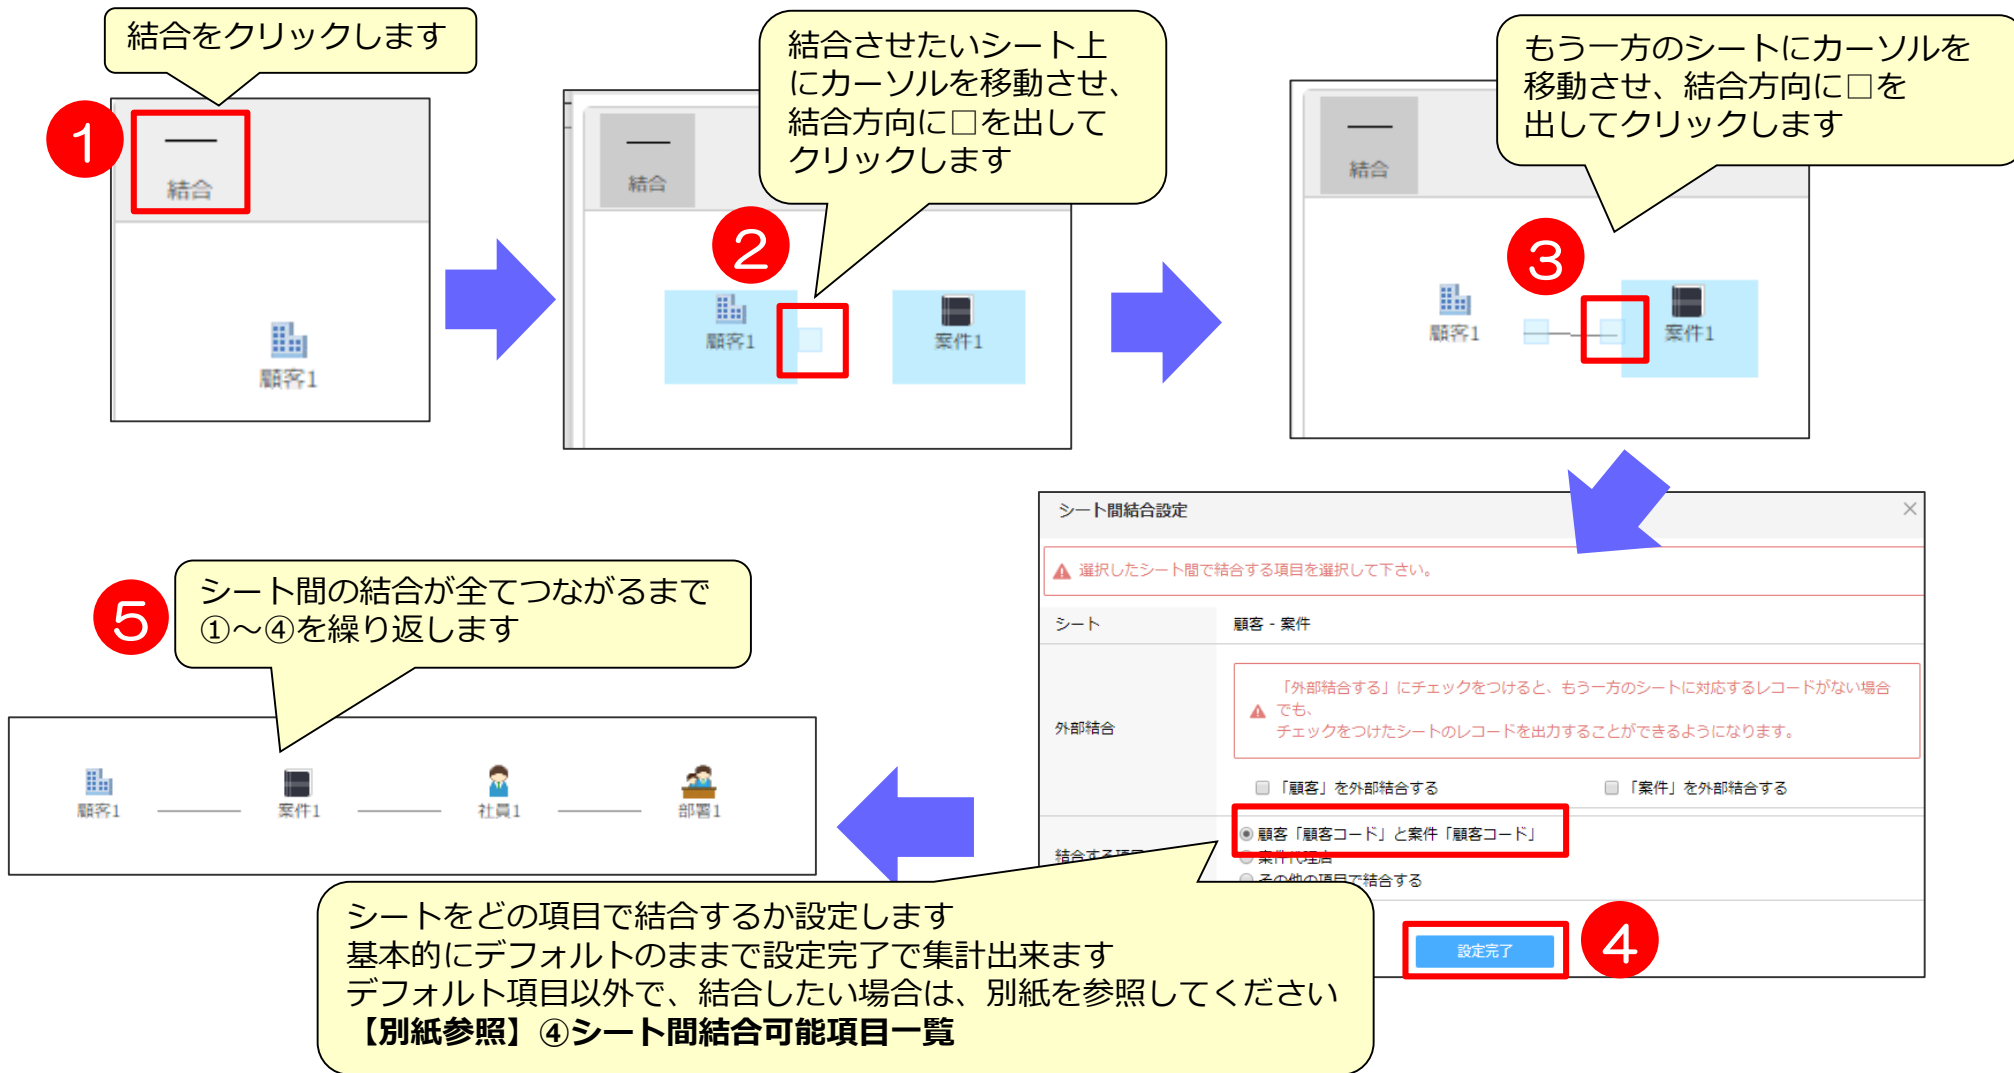 結合をクリックします
1
結合
顧客1
結合させたいシート上
にカーソルを移動させ、
結合方向に□を出して
クリックします
結合
2
顧客1
案件1
もう一方のシートにカーソルを
移動させ、結合方向に□を
出してクリックします
結合
3
顧客1
案件1
シート間結合設定
×
選択したシート間で結合する項目を選択して下さい。
シート
顧客 - 案件
外部結合
「外部結合する」にチェックをつけると、もう一方のシートに対応するレコードがない場合
でも、
チェックをつけたシートのレコードを出力することができるようになります。
「顧客」を外部結合する
「案件」を外部結合する
結合する項目
顧客「顧客コード」と案件「顧客コード」
案件代理店
その他の項目で結合する
設定完了
4
シートをどの項目で結合するか設定します
基本的にデフォルトのままで設定完了で集計出来ます
デフォルト項目以外で、結合したい場合は、別紙を参照してください
【別紙参照】④シート間結合可能項目一覧
5
シート間の結合が全てつながるまで
①～④を繰り返します
顧客1
案件1
社員1
部署1